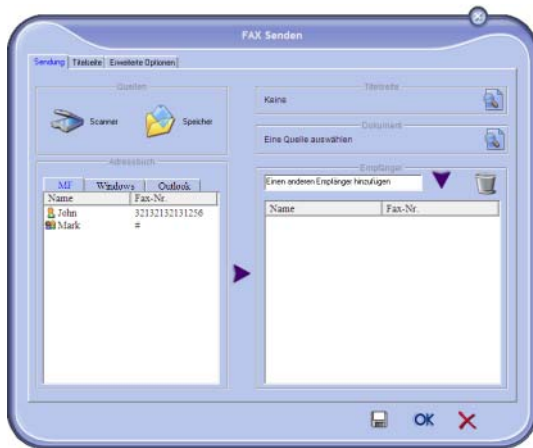 FAX Senden
Sendung Titelseite Erweiterte Optionen
Quellen
Scanner Speicher
Titelseite
Keine
Dokument
Eine Quelle auswählen
Adressbuch
MF Windows Outlook
Name Fax-Nr.
John 32132132131256
Mark #
Empfänger
Einen anderen Empfänger hinzufügen
Name Fax-Nr.
OK